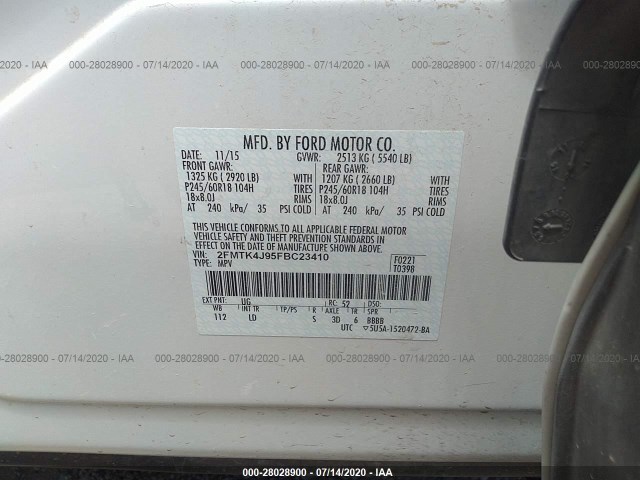 000-28028900 - 07/14/2020 - IAA
MFD. BY FORD MOTOR CO.
DATE: 11/15 GVWR: 2513 KG ( 5540 LB)
FRONT GAWR: REAR GAWR:
1325 KG ( 2920 LB) WITH 1207 KG ( 2660 LB) WITH
P245/60R18 104H TIRES P245/60R18 104H TIRES
18x8.0J RIMS 18x8.0J RIMS
AT 240 kPa/ 35 PSI COLD AT 240 kPa/ 35 PSI COLD
THIS VEHICLE CONFORMS TO ALL APPLICABLE FEDERAL MOTOR
VEHICLE SAFETY AND THEFT PREVENTION STANDARDS IN EFFECT
ON THE DATE OF MANUFACTURE SHOWN ABOVE.
VIN: 2FMTK4J95FBC23410 F0221
TYPE: MPV T0398
EXT PNT: UG RC: 52 DSO:
WB INT TR TP/PS R AXLE TR SPR
112 LD S 3D 6 BBBB
UTC ▽5U5A-1520472-BA
000-28028900 - 07/14/2020 - IAA